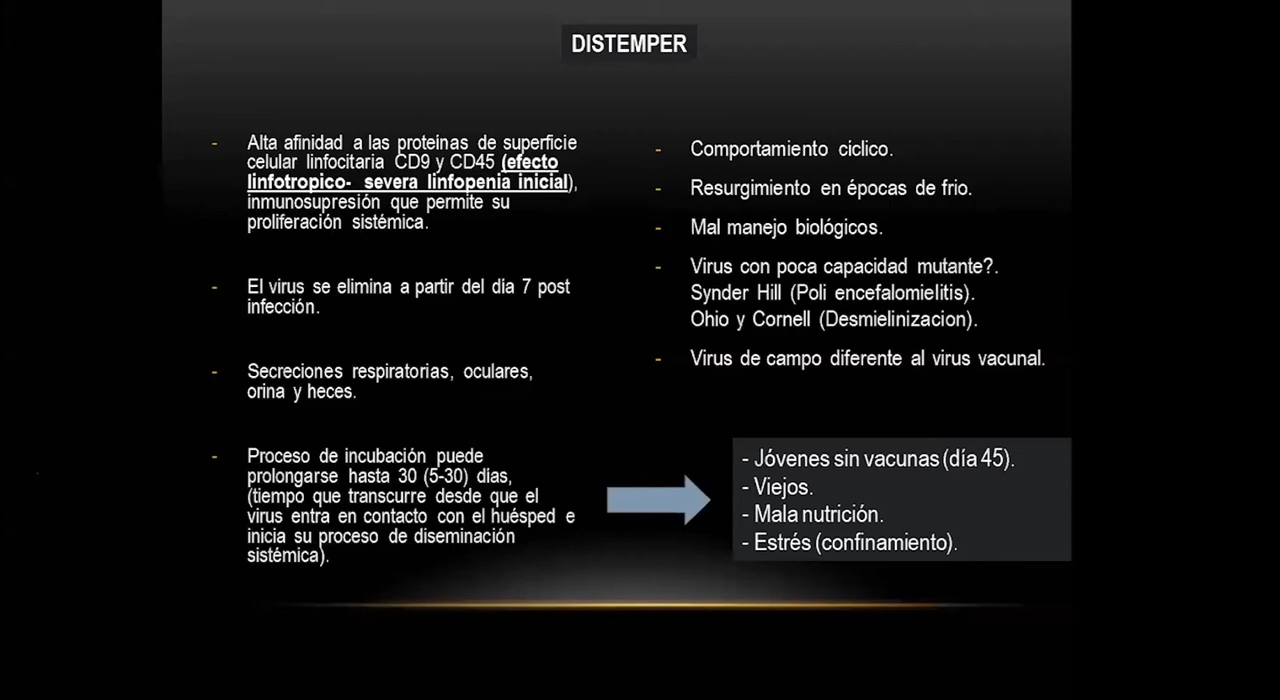 DISTEMPER
- Alta afinidad a las proteinas de superficie
celular linfocitaria CD9 y CD45 (efecto
linfotropico- severa linfopenia inicial),
inmunosupresión que permite su
proliferación sistémica.
- El virus se elimina a partir del dia 7 post
infección.
- Secreciones respiratorias, oculares,
orina y heces.
- Proceso de incubación puede
prolongarse hasta 30 (5-30) dias,
(tiempo que transcurre desde que el
virus entra en contacto con el huésped e
inicia su proceso de diseminación
sistémica).
- Comportamiento ciclico.
- Resurgimiento en épocas de frio.
- Mal manejo biológicos.
- Virus con poca capacidad mutante?.
Synder Hill (Poli encefalomielitis).
Ohio y Cornell (Desmielinizacion).
- Virus de campo diferente al virus vacunal.
- Jóvenes sin vacunas (día 45).
- Viejos.
- Mala nutrición.
- Estrés (confinamiento).